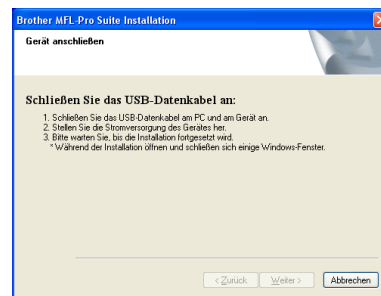 Brother MFL-Pro Suite Installation
Gerät anschließen
Schließen Sie das USB-Datenkabel an:
1. Schließen Sie das USB-Datenkabel am PC und am Gerät an.
2. Stellen Sie die Stromversorgung des Gerätes her.
3. Bitte warten Sie, bis die Installation fortgesetzt wird.
* Während der Installation öffnen und schließen sich einige Windows-Fenster.
< Zurück Weiter > Abbrechen